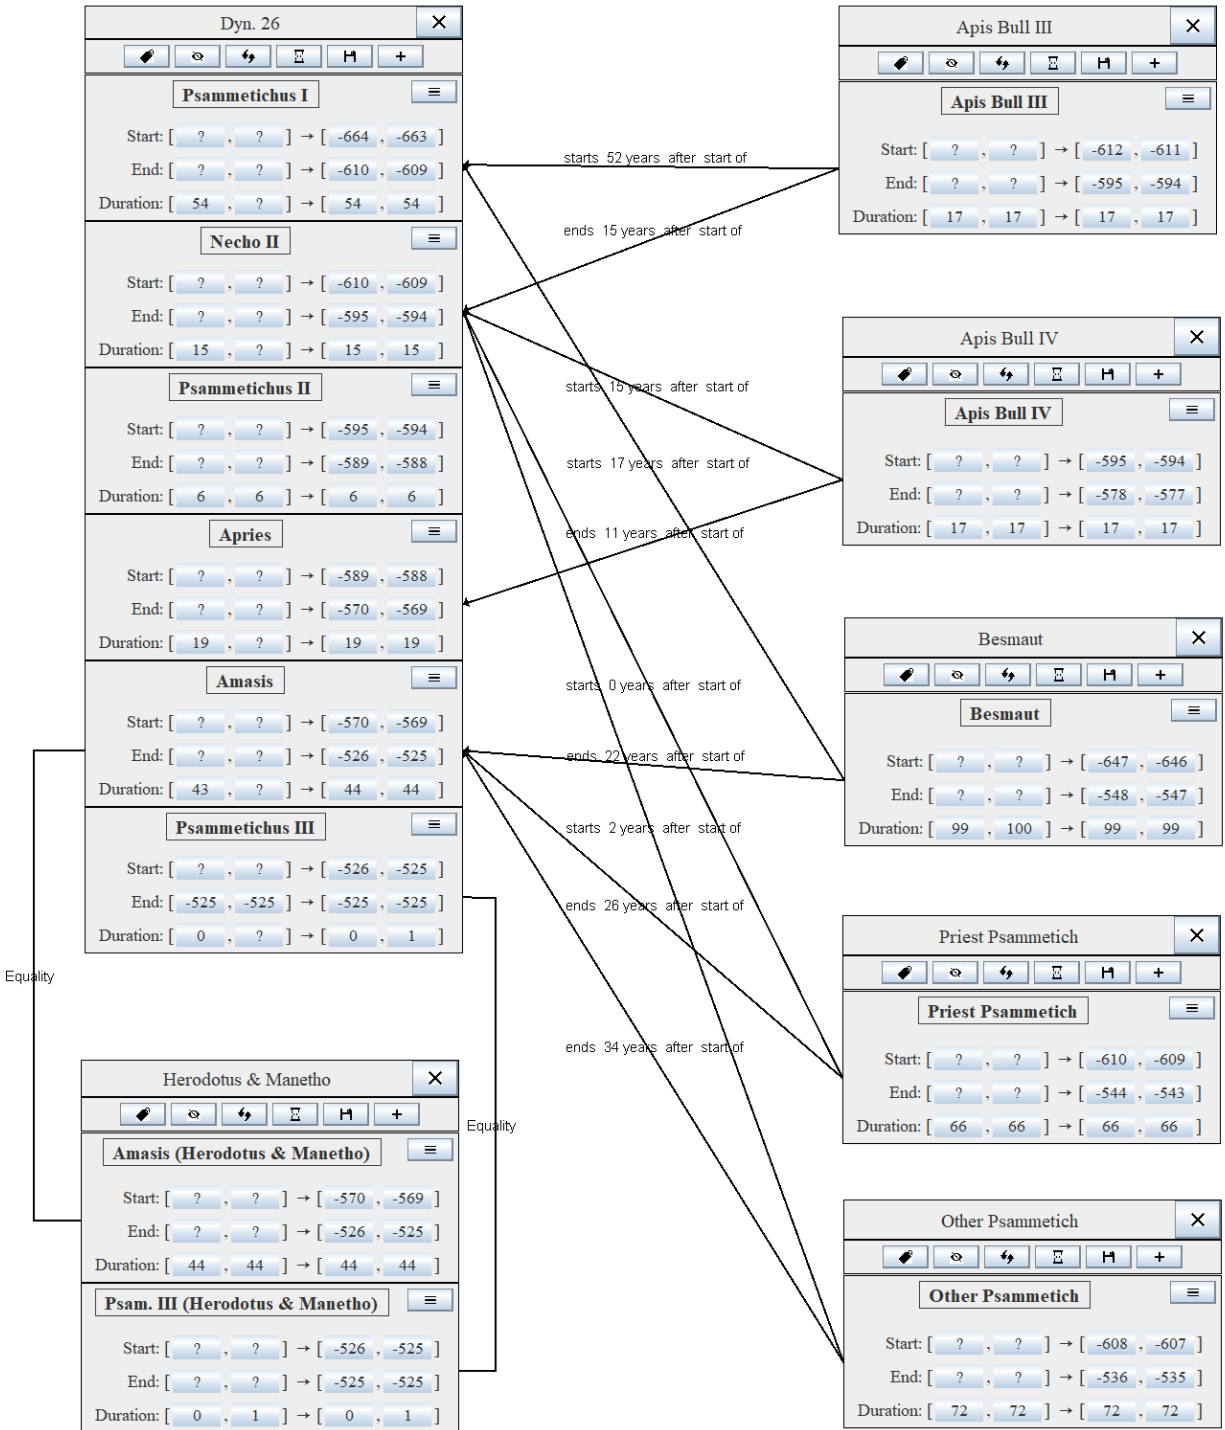 Dyn. 26
Psammetichus I
Start: [ ? , ? ] → [ -664 , -663 ]
End: [ ? , ? ] → [ -610 , -609 ]
Duration: [ 54 , ? ] → [ 54 , 54 ]
Necho II
Start: [ ? , ? ] → [ -610 , -609 ]
End: [ ? , ? ] → [ -595 , -594 ]
Duration: [ 15 , ? ] → [ 15 , 15 ]
Psammetichus II
Start: [ ? , ? ] → [ -595 , -594 ]
End: [ ? , ? ] → [ -589 , -588 ]
Duration: [ 6 , 6 ] → [ 6 , 6 ]
Apries
Start: [ ? , ? ] → [ -589 , -588 ]
End: [ ? , ? ] → [ -570 , -569 ]
Duration: [ 19 , ? ] → [ 19 , 19 ]
Amasis
Start: [ ? , ? ] → [ -570 , -569 ]
End: [ ? , ? ] → [ -526 , -525 ]
Duration: [ 43 , ? ] → [ 44 , 44 ]
Psammetichus III
Start: [ ? , ? ] → [ -526 , -525 ]
End: [ -525 , -525 ] → [ -525 , -525 ]
Duration: [ 0 , ? ] → [ 0 , 1 ]
Equality
Herodotus & Manetho
Amasis (Herodotus & Manetho)
Start: [ ? , ? ] → [ -570 , -569 ]
End: [ ? , ? ] → [ -526 , -525 ]
Duration: [ 44 , 44 ] → [ 44 , 44 ]
Psam. III (Herodotus & Manetho)
Start: [ ? , ? ] → [ -526 , -525 ]
End: [ ? , ? ] → [ -525 , -525 ]
Duration: [ 0 , 1 ] → [ 0 , 1 ]
Equality
starts 52 years after start of
ends 15 years after start of
starts 15 years after start of
starts 17 years after start of
ends 11 years after start of
starts 0 years after start of
ends 22 years after start of
starts 2 years after start of
ends 26 years after start of
ends 34 years after start of
Apis Bull III
Apis Bull III
Start: [ ? , ? ] → [ -612 , -611 ]
End: [ ? , ? ] → [ -595 , -594 ]
Duration: [ 17 , 17 ] → [ 17 , 17 ]
Apis Bull IV
Apis Bull IV
Start: [ ? , ? ] → [ -595 , -594 ]
End: [ ? , ? ] → [ -578 , -577 ]
Duration: [ 17 , 17 ] → [ 17 , 17 ]
Besmaut
Besmaut
Start: [ ? , ? ] → [ -647 , -646 ]
End: [ ? , ? ] → [ -548 , -547 ]
Duration: [ 99 , 100 ] → [ 99 , 99 ]
Priest Psammetich
Priest Psammetich
Start: [ ? , ? ] → [ -610 , -609 ]
End: [ ? , ? ] → [ -544 , -543 ]
Duration: [ 66 , 66 ] → [ 66 , 66 ]
Other Psammetich
Other Psammetich
Start: [ ? , ? ] → [ -608 , -607 ]
End: [ ? , ? ] → [ -536 , -535 ]
Duration: [ 72 , 72 ] → [ 72 , 72 ]